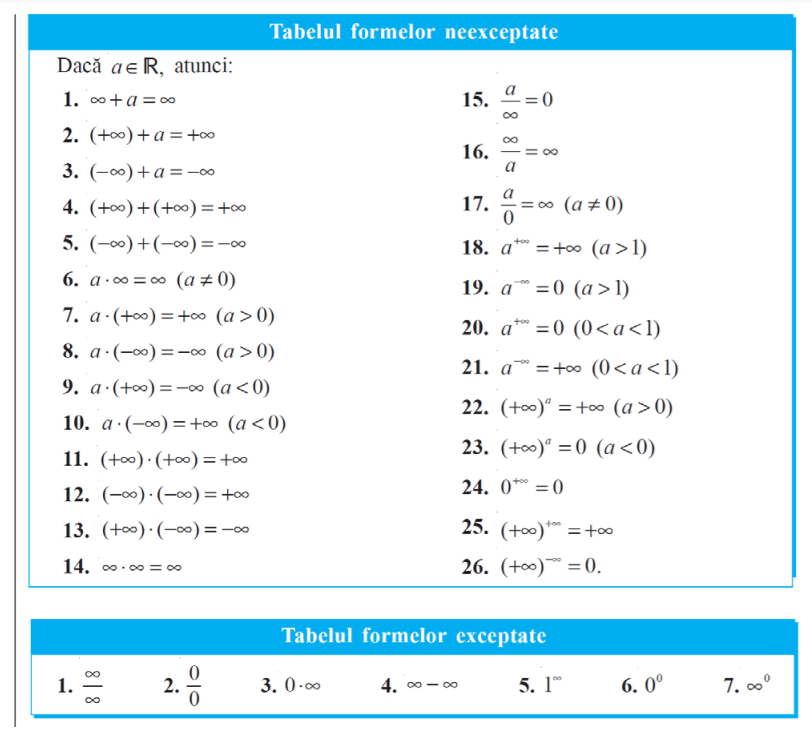 Tabelul formelor neexceptate
Dacă a∈ℝ, atunci:
1. ∞+a=∞
2. (+∞)+a=+∞
3. (−∞)+a=−∞
4. (+∞)+(+∞)=+∞
5. (−∞)+(−∞)=−∞
6. a·∞=∞ (a≠0)
7. a·(+∞)=+∞ (a>0)
8. a·(−∞)=−∞ (a>0)
9. a·(+∞)=−∞ (a<0)
10. a·(−∞)=+∞ (a<0)
11. (+∞)·(+∞)=+∞
12. (−∞)·(−∞)=+∞
13. (+∞)·(−∞)=−∞
14. ∞·∞=∞
15. a/∞=0
16. ∞/a=∞
17. a/0=∞ (a≠0)
18. a^{+∞}=+∞ (a>1)
19. a^{−∞}=0 (a>1)
20. a^{+∞}=0 (0<a<1)
21. a^{−∞}=+∞ (0<a<1)
22. (+∞)^a=+∞ (a>0)
23. (+∞)^a=0 (a<0)
24. 0^{+∞}=0
25. (+∞)^{+∞}=+∞
26. (+∞)^{−∞}=0.
Tabelul formelor exceptate
1. ∞/∞ 2. 0/0 3. 0·∞ 4. ∞−∞ 5. 1^∞ 6. 0^0 7. ∞^0